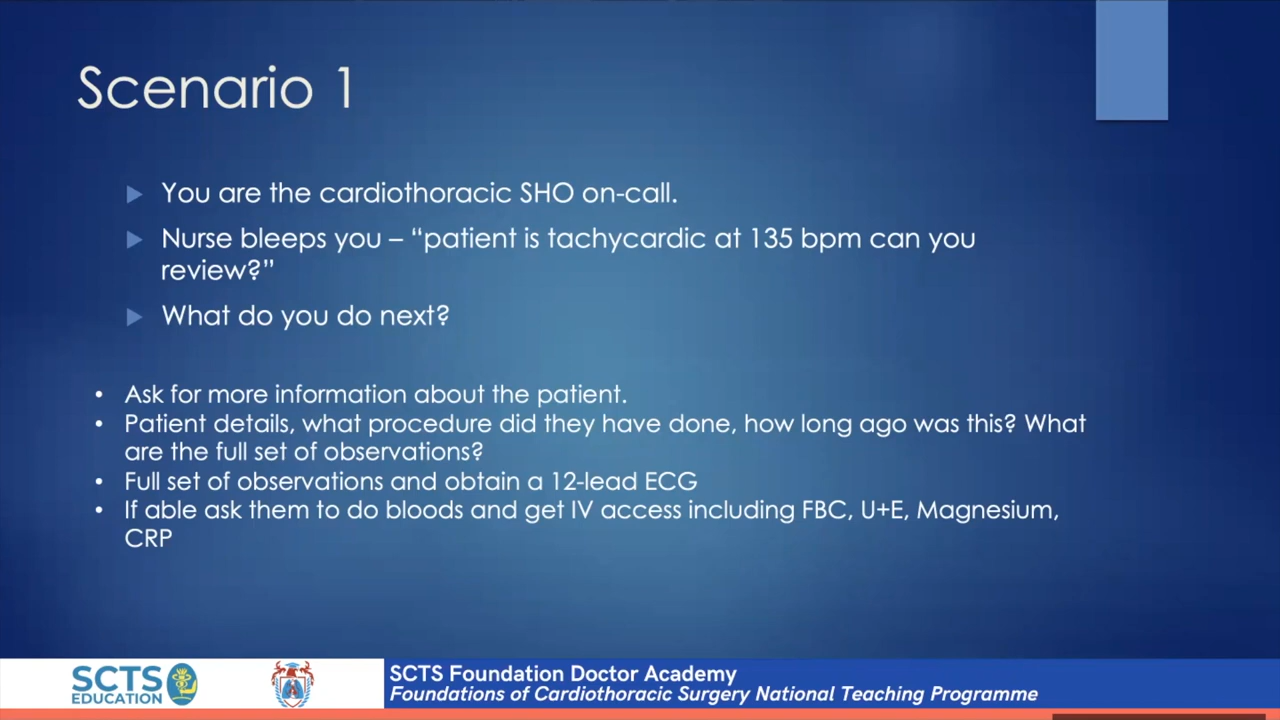 Scenario 1
You are the cardiothoracic SHO on-call.
Nurse bleeps you – “patient is tachycardic at 135 bpm can you
review?”
What do you do next?
• Ask for more information about the patient.
• Patient details, what procedure did they have done, how long ago was this? What
are the full set of observations?
• Full set of observations and obtain a 12-lead ECG
• If able ask them to do bloods and get IV access including FBC, U+E, Magnesium,
CRP
SCTS
EDUCATION
SCTS Foundation Doctor Academy
Foundations of Cardiothoracic Surgery National Teaching Programme